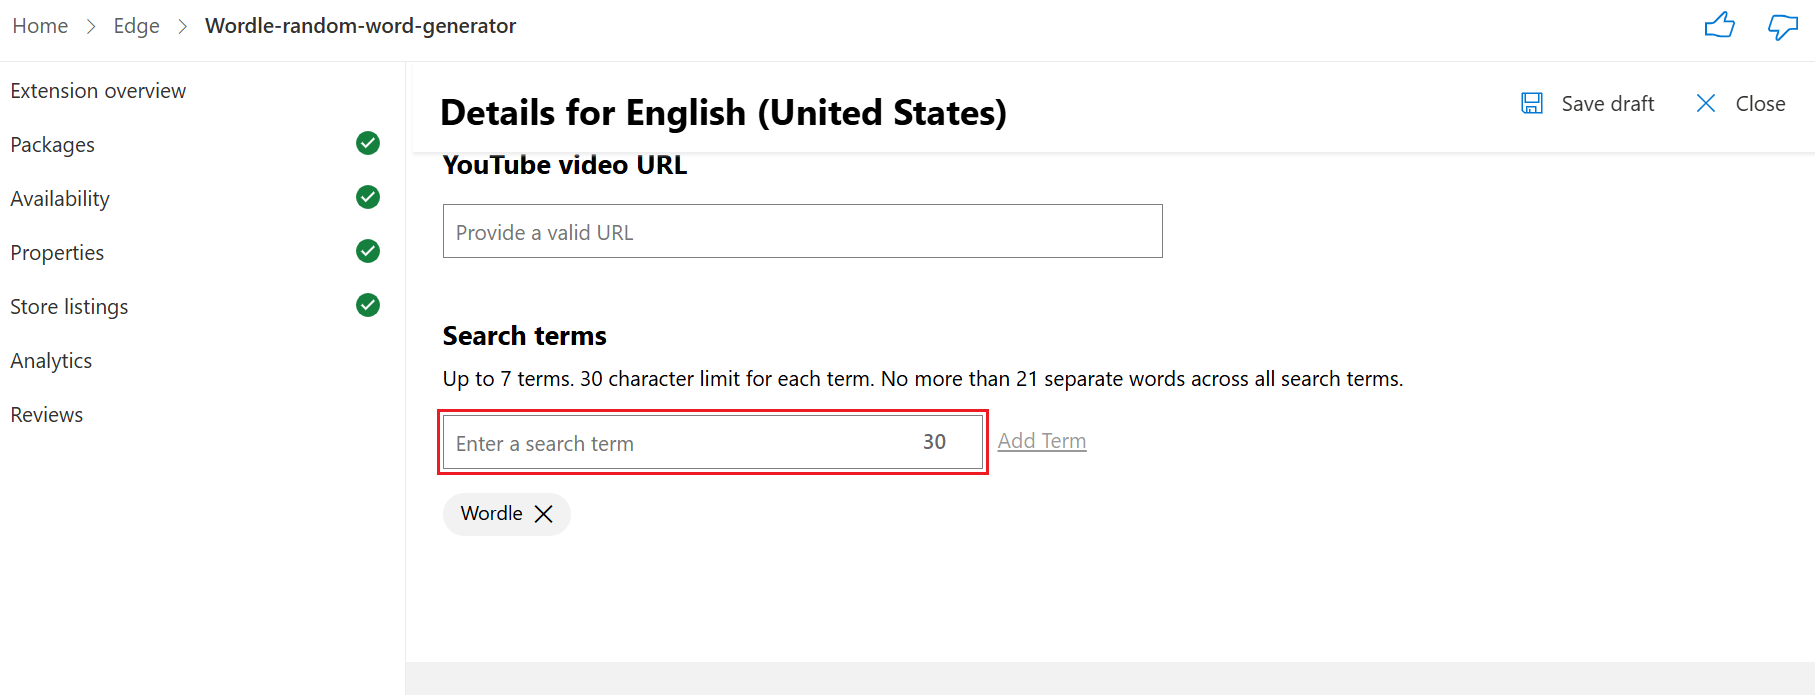 Home > Edge > Wordle-random-word-generator
Extension overview
Packages
Availability
Properties
Store listings
Analytics
Reviews
Details for English (United States)
Save draft
Close
YouTube video URL
Provide a valid URL
Search terms
Up to 7 terms. 30 character limit for each term. No more than 21 separate words across all search terms.
Enter a search term 30
Add Term
Wordle